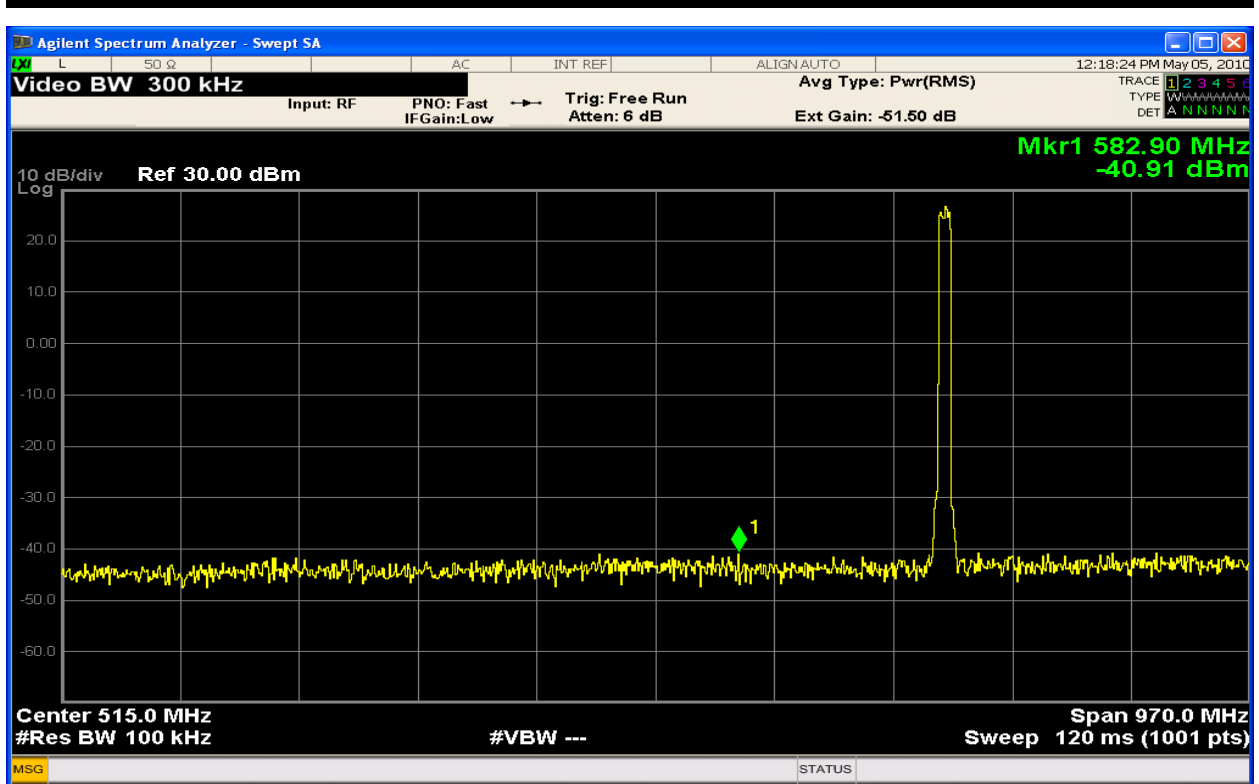 Agilent Spectrum Analyzer - Swept SA
LXI L 50 Ω AC INT REF ALIGN AUTO 12:18:24 PM May 05, 2010
Video BW 300 kHz Avg Type: Pwr(RMS) TRACE 1 2 3 4 5 6
Input: RF PNO: Fast Trig: Free Run TYPE W
IFGain:Low Atten: 6 dB Ext Gain: -51.50 dB DET A N N N N N
Mkr1 582.90 MHz
10 dB/div Ref 30.00 dBm -40.91 dBm
Log
20.0
10.0
0.00
-10.0
-20.0
-30.0
1
-40.0
-50.0
-60.0
Center 515.0 MHz Span 970.0 MHz
#Res BW 100 kHz #VBW --- Sweep 120 ms (1001 pts)
MSG STATUS